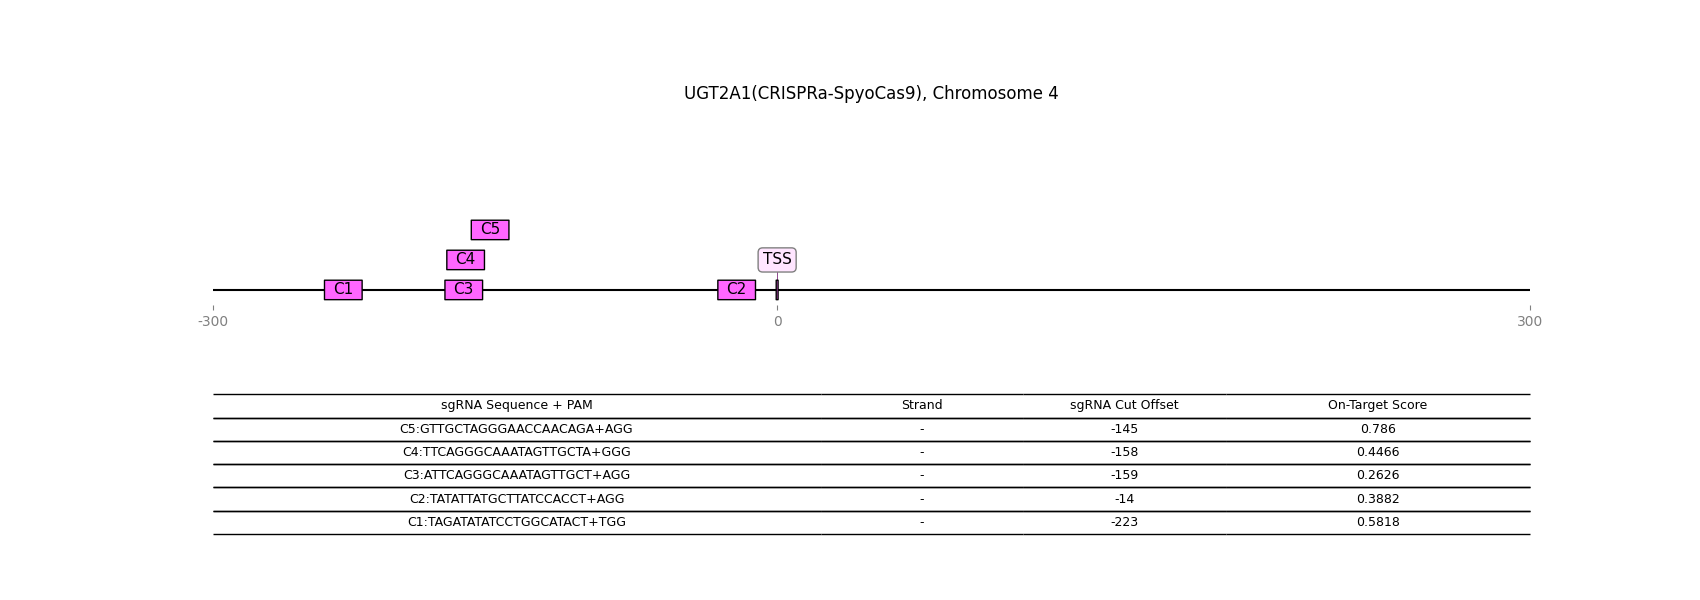 UGT2A1(CRISPRa-SpyoCas9), Chromosome 4
C5
C4 TSS
C1 C3 C2
-300 0 300
sgRNA Sequence + PAM Strand sgRNA Cut Offset On-Target Score
C5:GTTGCTAGGGAACCAACAGA+AGG - -145 0.786
C4:TTCAGGGCAAATAGTTGCTA+GGG - -158 0.4466
C3:ATTCAGGGCAAATAGTTGCT+AGG - -159 0.2626
C2:TATATTATGCTTATCCACCT+AGG - -14 0.3882
C1:TAGATATATCCTGGCATACT+TGG - -223 0.5818